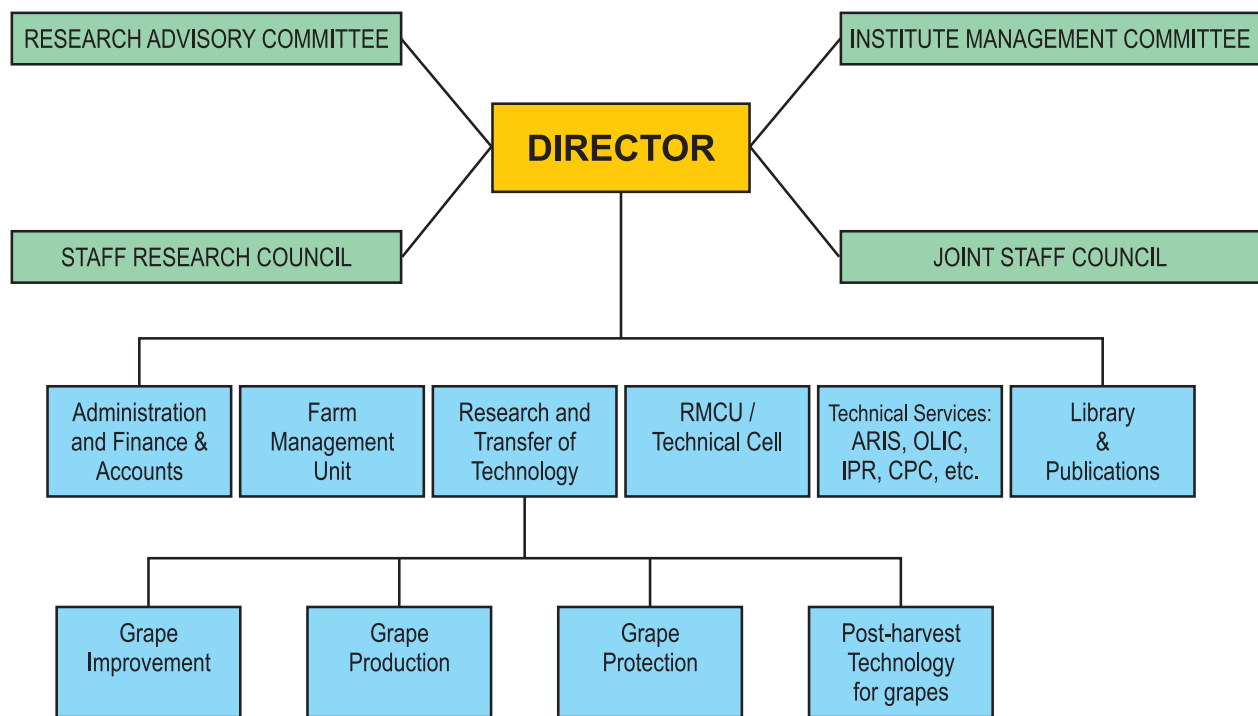 RESEARCH ADVISORY COMMITTEE
INSTITUTE MANAGEMENT COMMITTEE
DIRECTOR
STAFF RESEARCH COUNCIL
JOINT STAFF COUNCIL
Administration
and Finance &
Accounts
Farm
Management
Unit
Research and
Transfer of
Technology
RMCU /
Technical Cell
Technical Services:
ARIS, OLIC,
IPR, CPC, etc.
Library
&
Publications
Grape
Improvement
Grape
Production
Grape
Protection
Post-harvest
Technology
for grapes